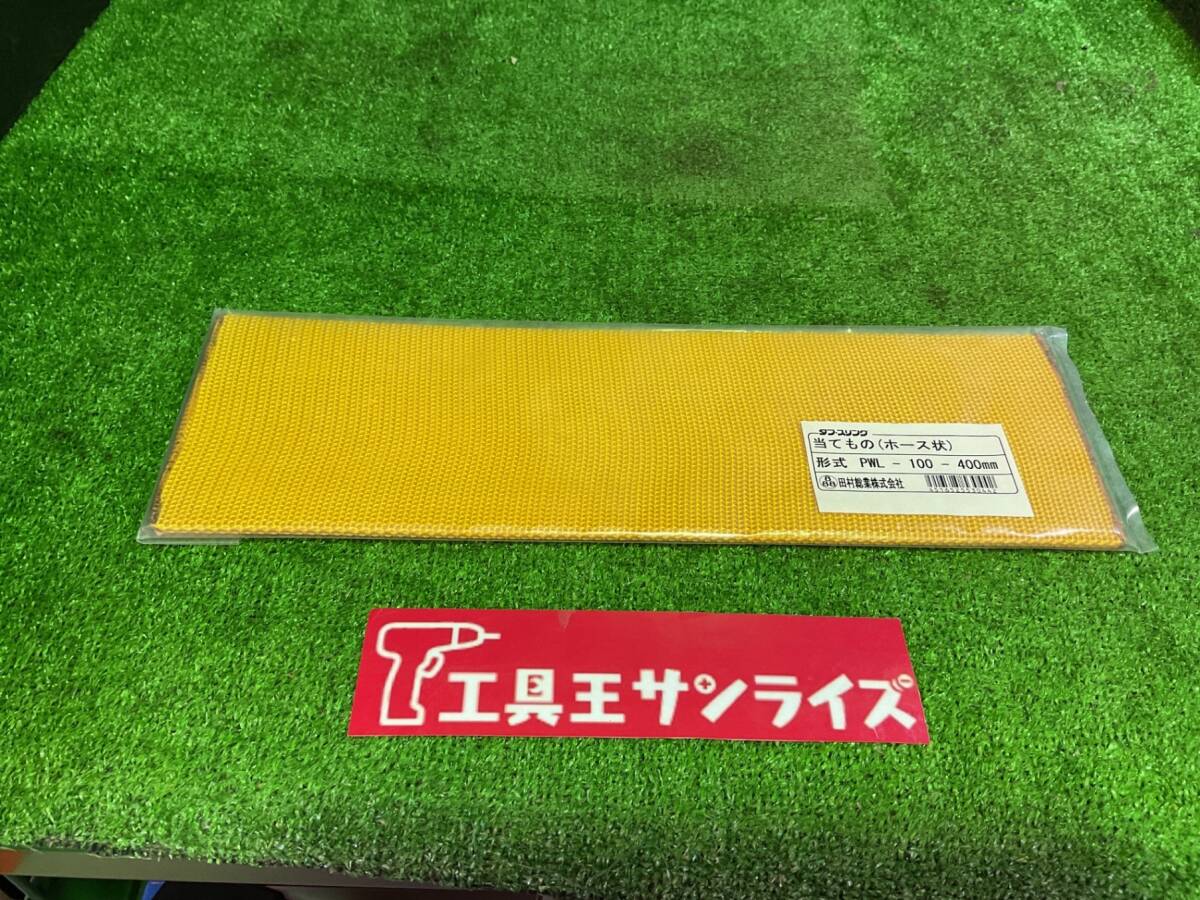 タフ-スリング
当てもの(ホース状)
形式 PWL - 100 - 400mm
田村総業株式会社
工具王サンライズ